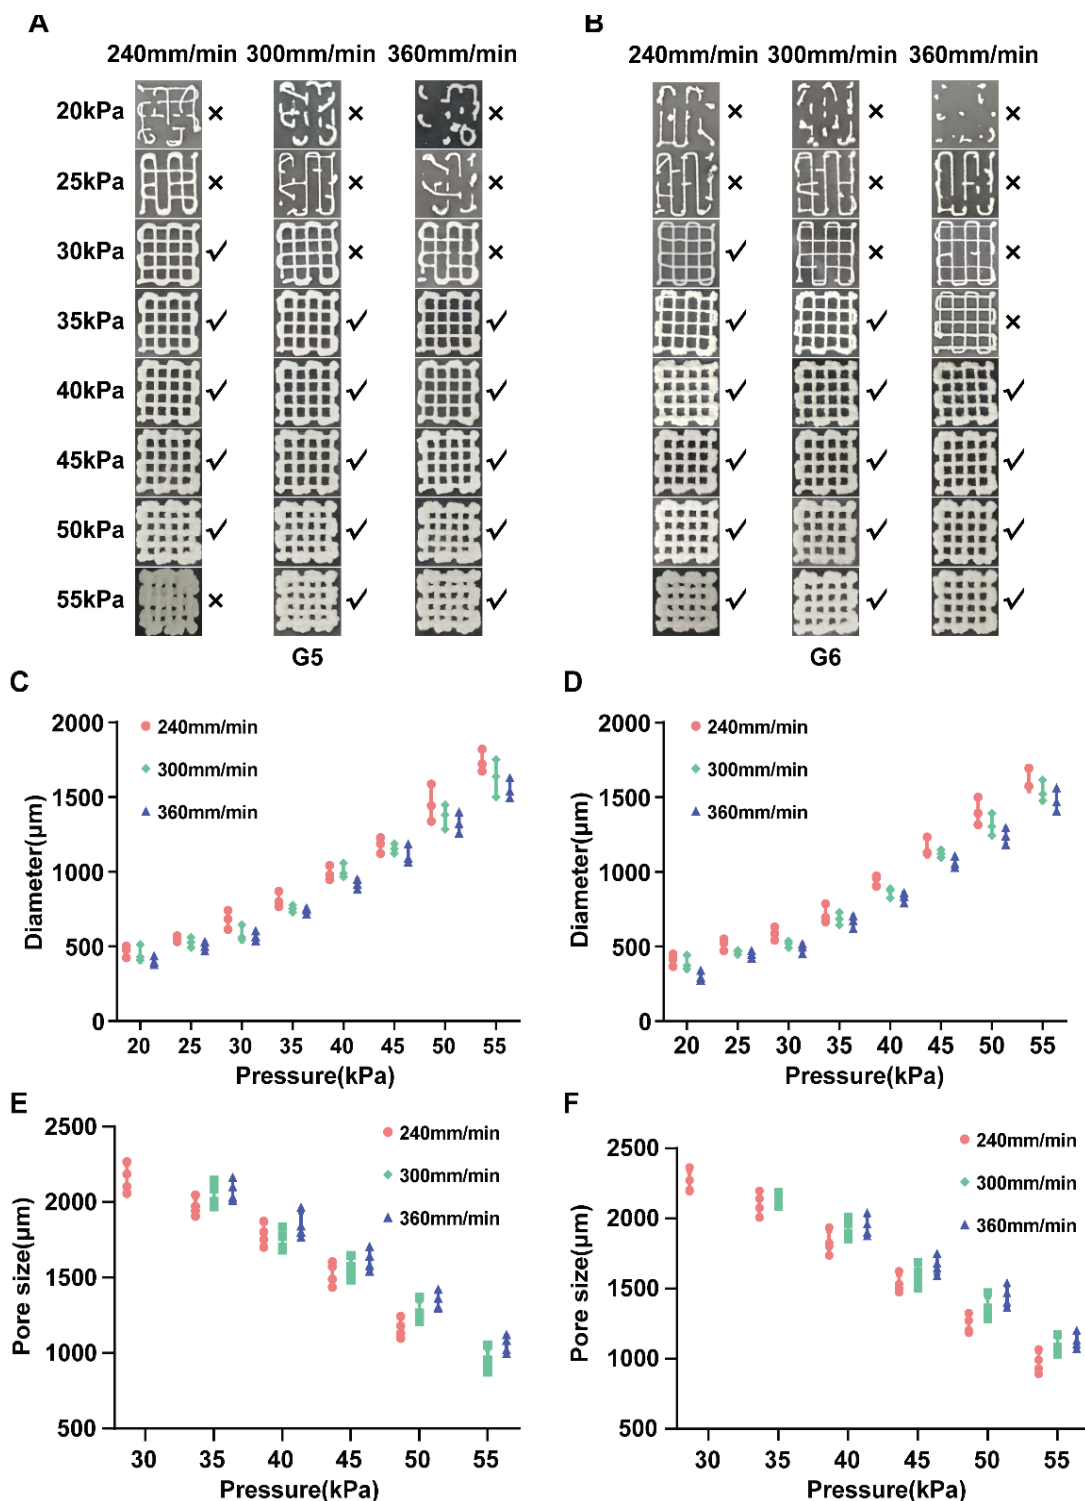 A
B
240mm/min 300mm/min 360mm/min
240mm/min 300mm/min 360mm/min
20kPa × × × × × ×
25kPa × × × × × ×
30kPa ✓ × × ✓ × ×
35kPa ✓ ✓ ✓ ✓ ✓ ×
40kPa ✓ ✓ ✓ ✓ ✓ ✓
45kPa ✓ ✓ ✓ ✓ ✓ ✓
50kPa ✓ ✓ ✓ ✓ ✓ ✓
55kPa × ✓ ✓ ✓ ✓ ✓
G5
G6
C
Diameter(μm)
2000
1500
1000
500
0
240mm/min
300mm/min
360mm/min
20 25 30 35 40 45 50 55
Pressure(kPa)
D
Diameter(μm)
2000
1500
1000
500
0
240mm/min
300mm/min
360mm/min
20 25 30 35 40 45 50 55
Pressure(kPa)
E
Pore size(μm)
2500
2000
1500
1000
500
240mm/min
300mm/min
360mm/min
30 35 40 45 50 55
Pressure(kPa)
F
Pore size(μm)
2500
2000
1500
1000
500
240mm/min
300mm/min
360mm/min
30 35 40 45 50 55
Pressure(kPa)